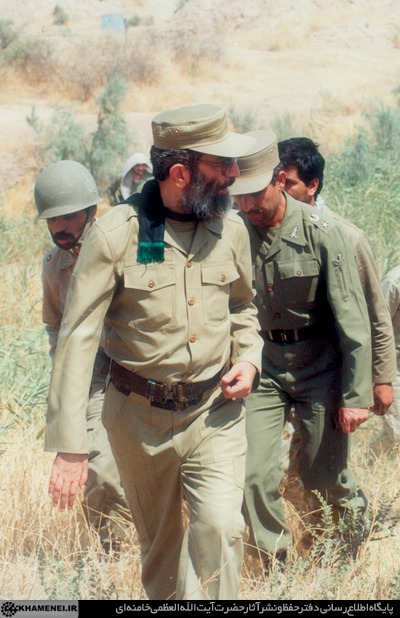 KHAMENEI.IR پایگاه اطلاع رسانی دفتر حفظ و نشر آثار حضرت آیت الله العظمی خامنه‌ای